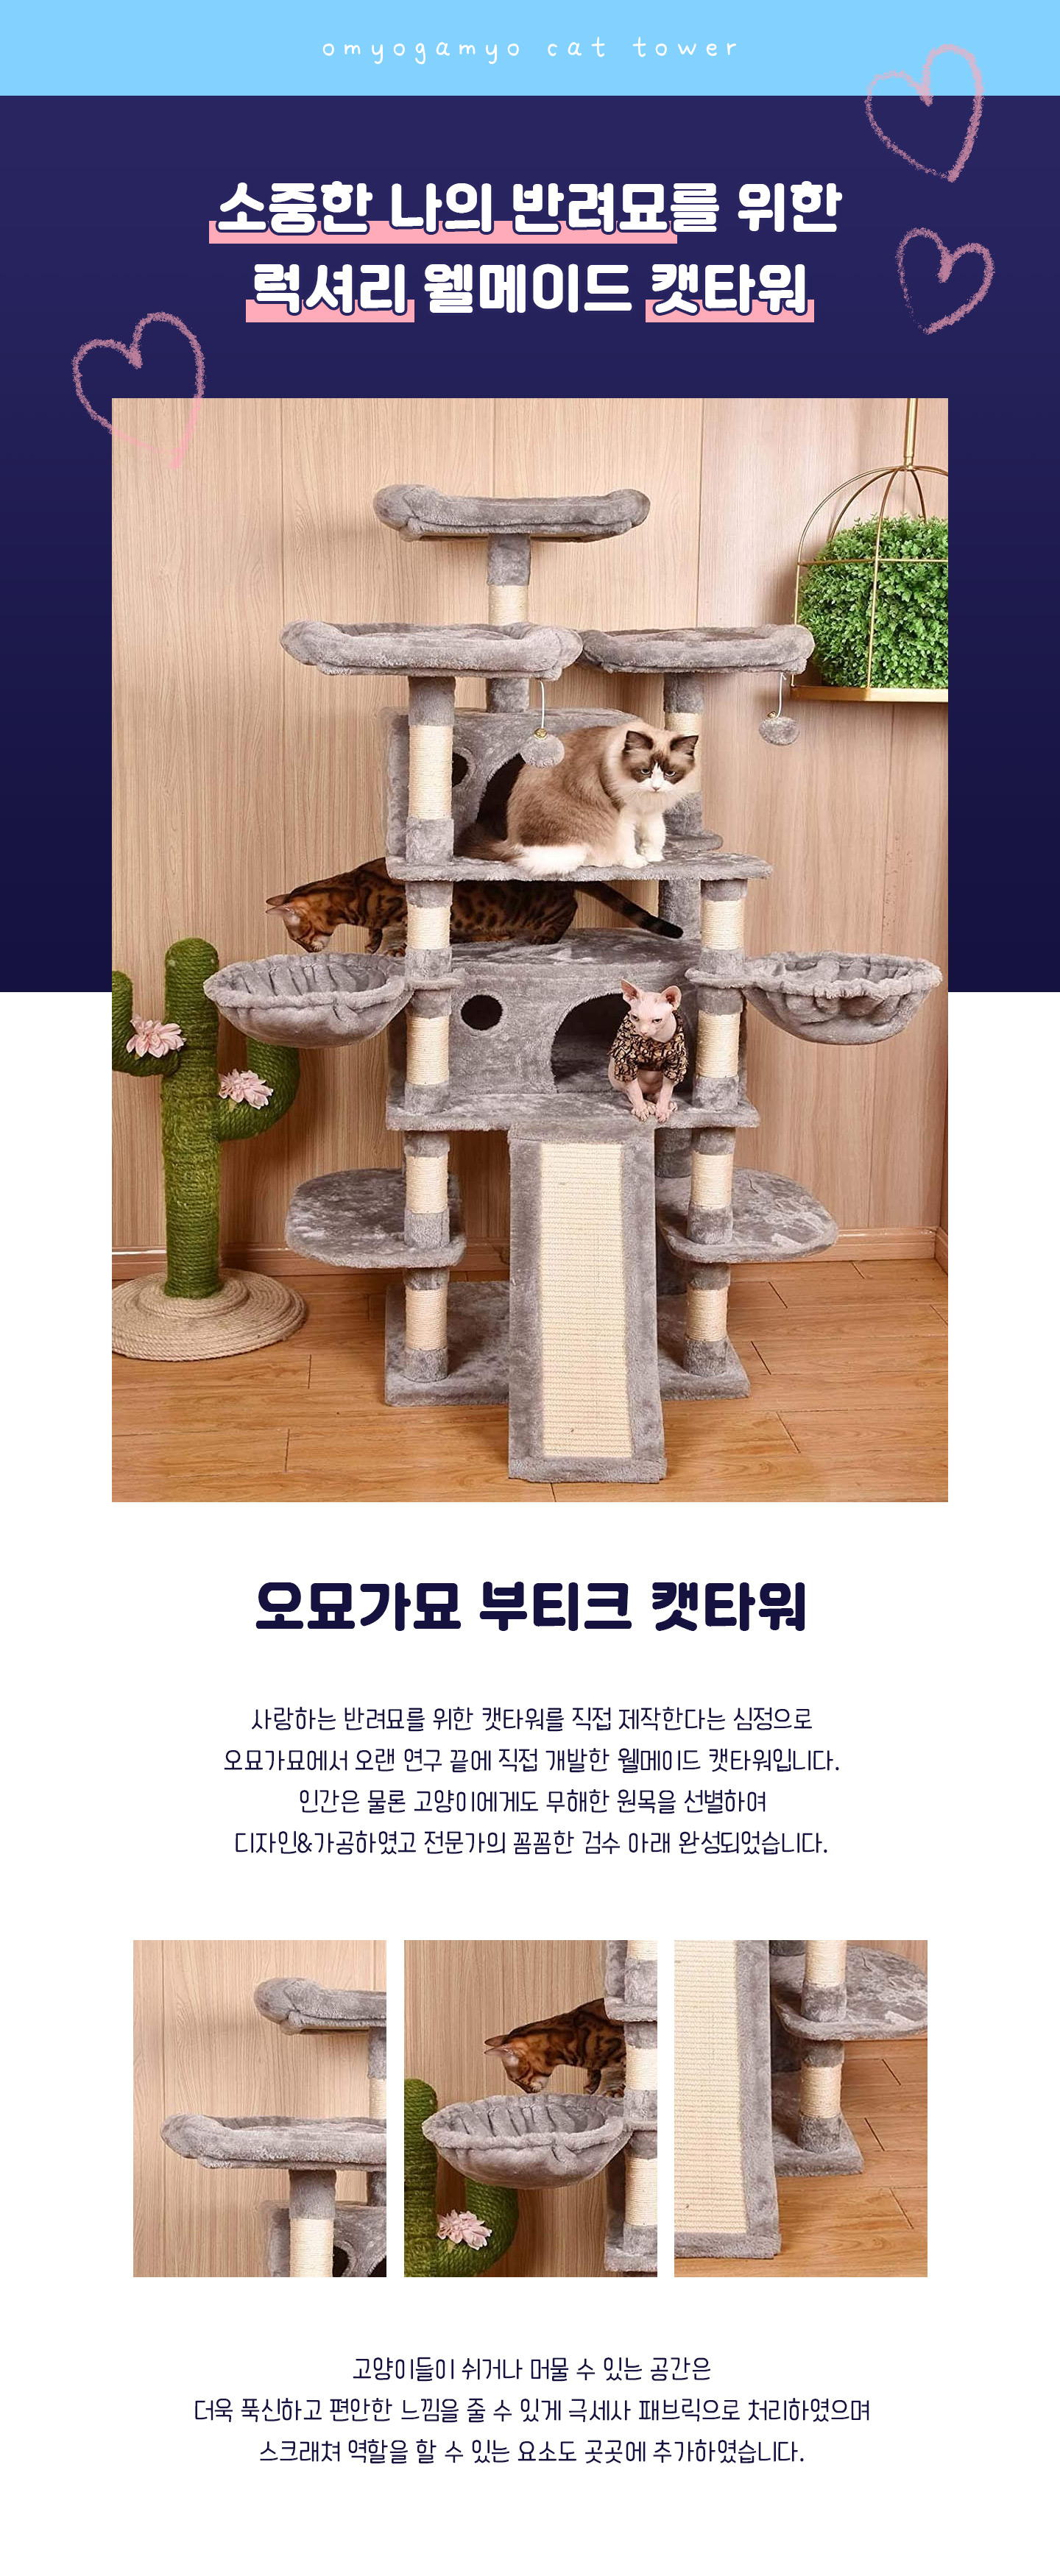 omyogamyo cat tower
소중한 나의 반려묘를 위한
럭셔리 웰메이드 캣타워
오묘가묘 부티크 캣타워
사랑하는 반려묘를 위한 캣타워를 직접 제작한다는 심정으로
오묘가묘에서 오랜 연구 끝에 직접 개발한 웰메이드 캣타워입니다.
인간은 물론 고양이에게도 무해한 원목을 선별하여
디자인&가공하였고 전문가의 꼼꼼한 검수 아래 완성되었습니다.
고양이들이 쉬거나 머물 수 있는 공간은
더욱 푹신하고 편안한 느낌을 줄 수 있게 극세사 패브릭으로 처리하였으며
스크래쳐 역할을 할 수 있는 요소도 곳곳에 추가하였습니다.